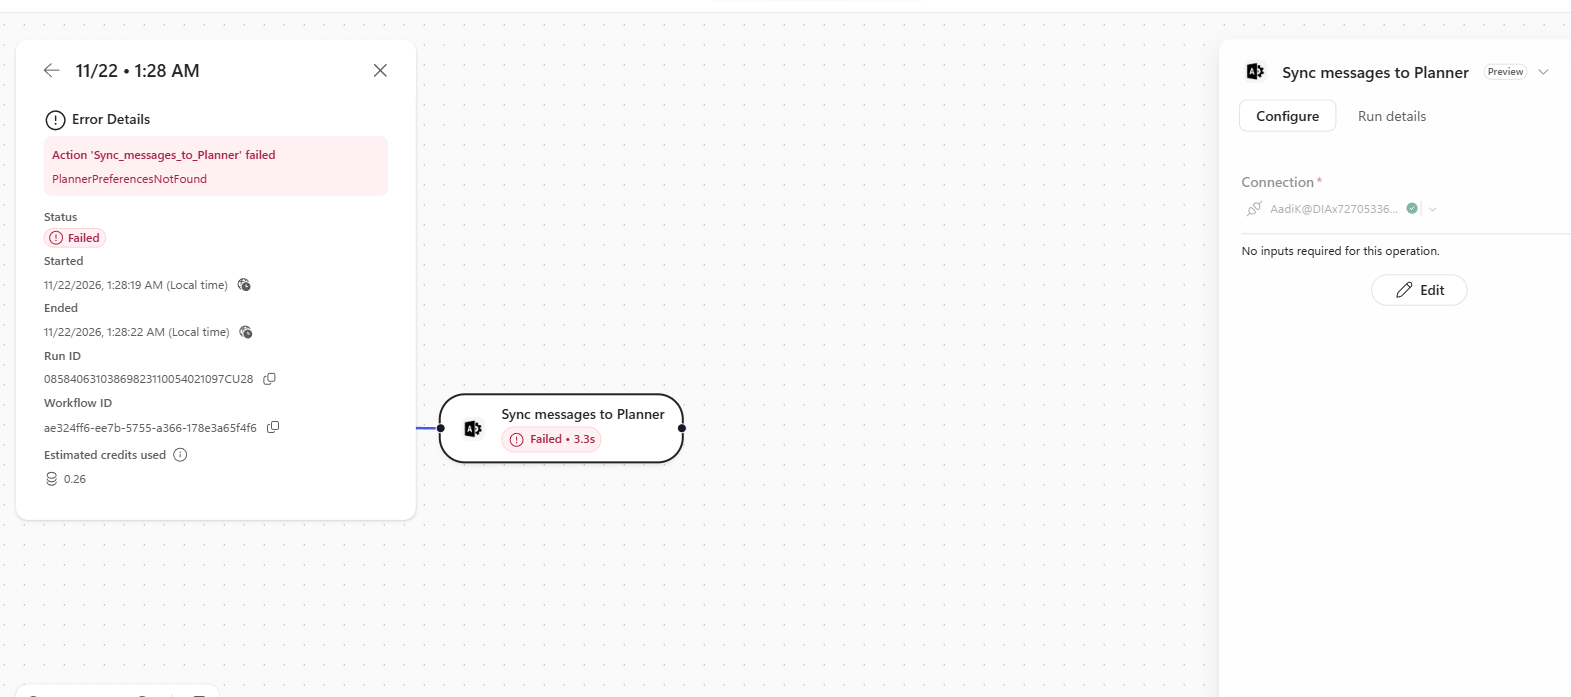 11/22 • 1:28 AM
Error Details
Action 'Sync_messages_to_Planner' failed
PlannerPreferencesNotFound
Status
Failed
Started
11/22/2026, 1:28:19 AM (Local time)
Ended
11/22/2026, 1:28:22 AM (Local time)
Run ID
08584063103869823110054021097CU28
Workflow ID
ae324ff6-ee7b-5755-a366-178e3a65f4f6
Estimated credits used
0.26
Sync messages to Planner
Failed • 3.3s
Sync messages to Planner Preview
Configure Run details
Connection*
AadiK@DIAx72705336...
No inputs required for this operation.
Edit